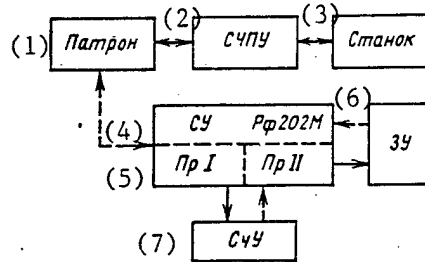 (1) Патрон (2) СЧПУ (3) Станок
(4) СУ Рф202М (6) ЗУ
(5) Пр I Пр II
(7) СчУ